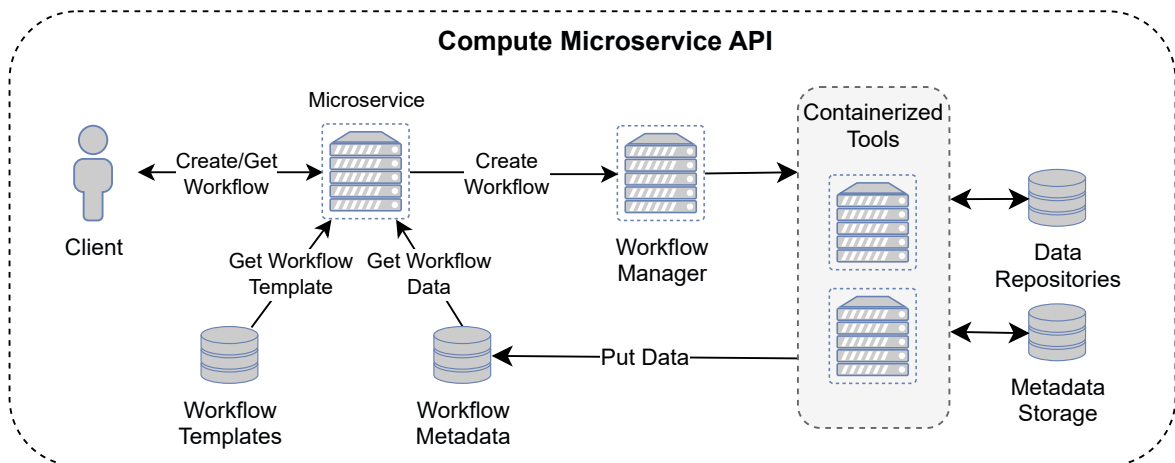 Compute Microservice API
Microservice
Containerized
Tools
Create/Get
Workflow
Create
Workflow
Client
Workflow
Manager
Get Workflow
Template
Get Workflow
Data
Data
Repositories
Put Data
Workflow
Templates
Workflow
Metadata
Metadata
Storage